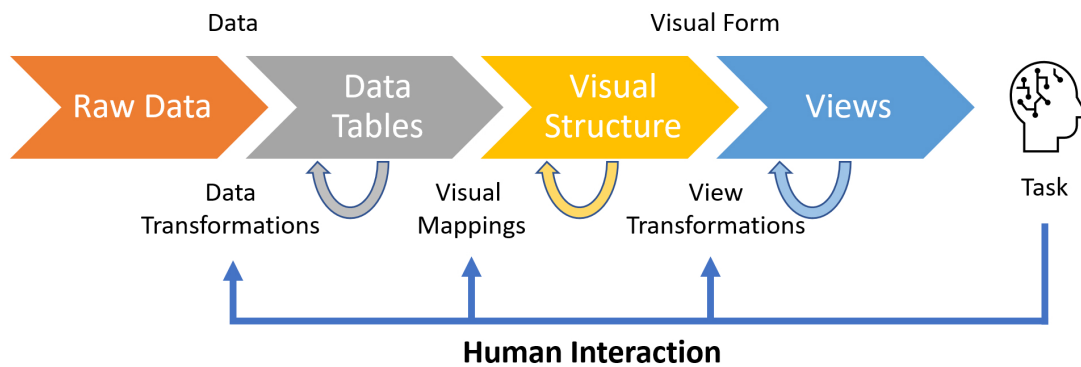 Data
Visual Form
Raw Data
Data
Tables
Visual
Structure
Views
Data
Transformations
Visual
Mappings
View
Transformations
Task
Human Interaction